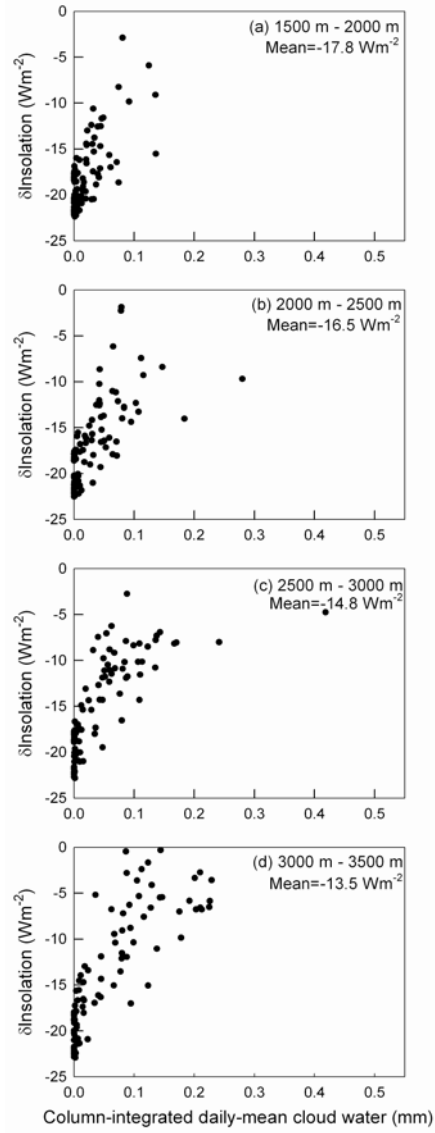 (a) 1500 m - 2000 m
Mean=-17.8 Wm⁻²
δInsolation (Wm⁻²)
0
-5
-10
-15
-20
-25
0.0 0.1 0.2 0.3 0.4 0.5
(b) 2000 m - 2500 m
Mean=-16.5 Wm⁻²
δInsolation (Wm⁻²)
0
-5
-10
-15
-20
-25
0.0 0.1 0.2 0.3 0.4 0.5
(c) 2500 m - 3000 m
Mean=-14.8 Wm⁻²
δInsolation (Wm⁻²)
0
-5
-10
-15
-20
-25
0.0 0.1 0.2 0.3 0.4 0.5
(d) 3000 m - 3500 m
Mean=-13.5 Wm⁻²
δInsolation (Wm⁻²)
0
-5
-10
-15
-20
-25
0.0 0.1 0.2 0.3 0.4 0.5
Column-integrated daily-mean cloud water (mm)